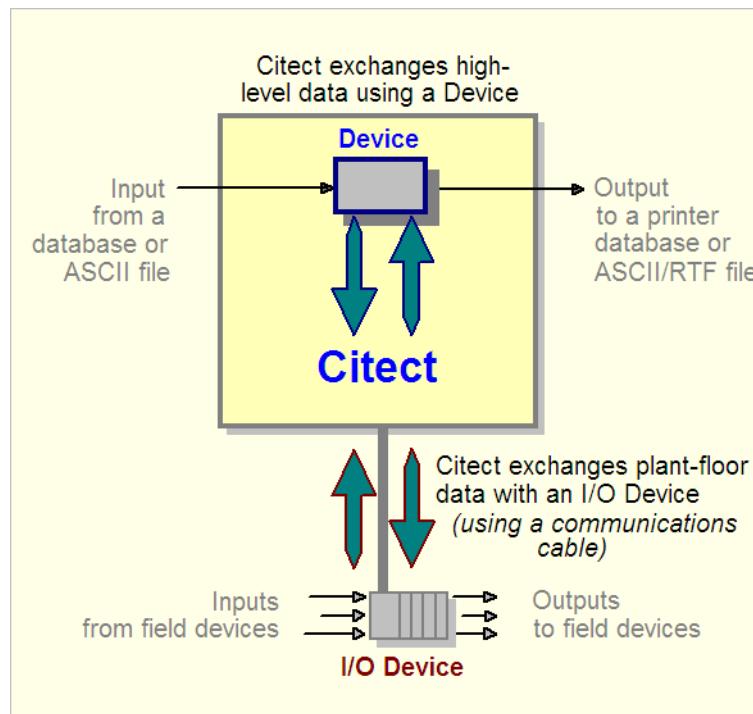 Citect exchanges high-
level data using a Device
Device
Input
from a
database or
ASCII file
Output
to a printer
database or
ASCII/RTF file
Citect
Citect exchanges plant-floor
data with an I/O Device
(using a communications
cable)
Inputs
from field devices
Outputs
to field devices
I/O Device